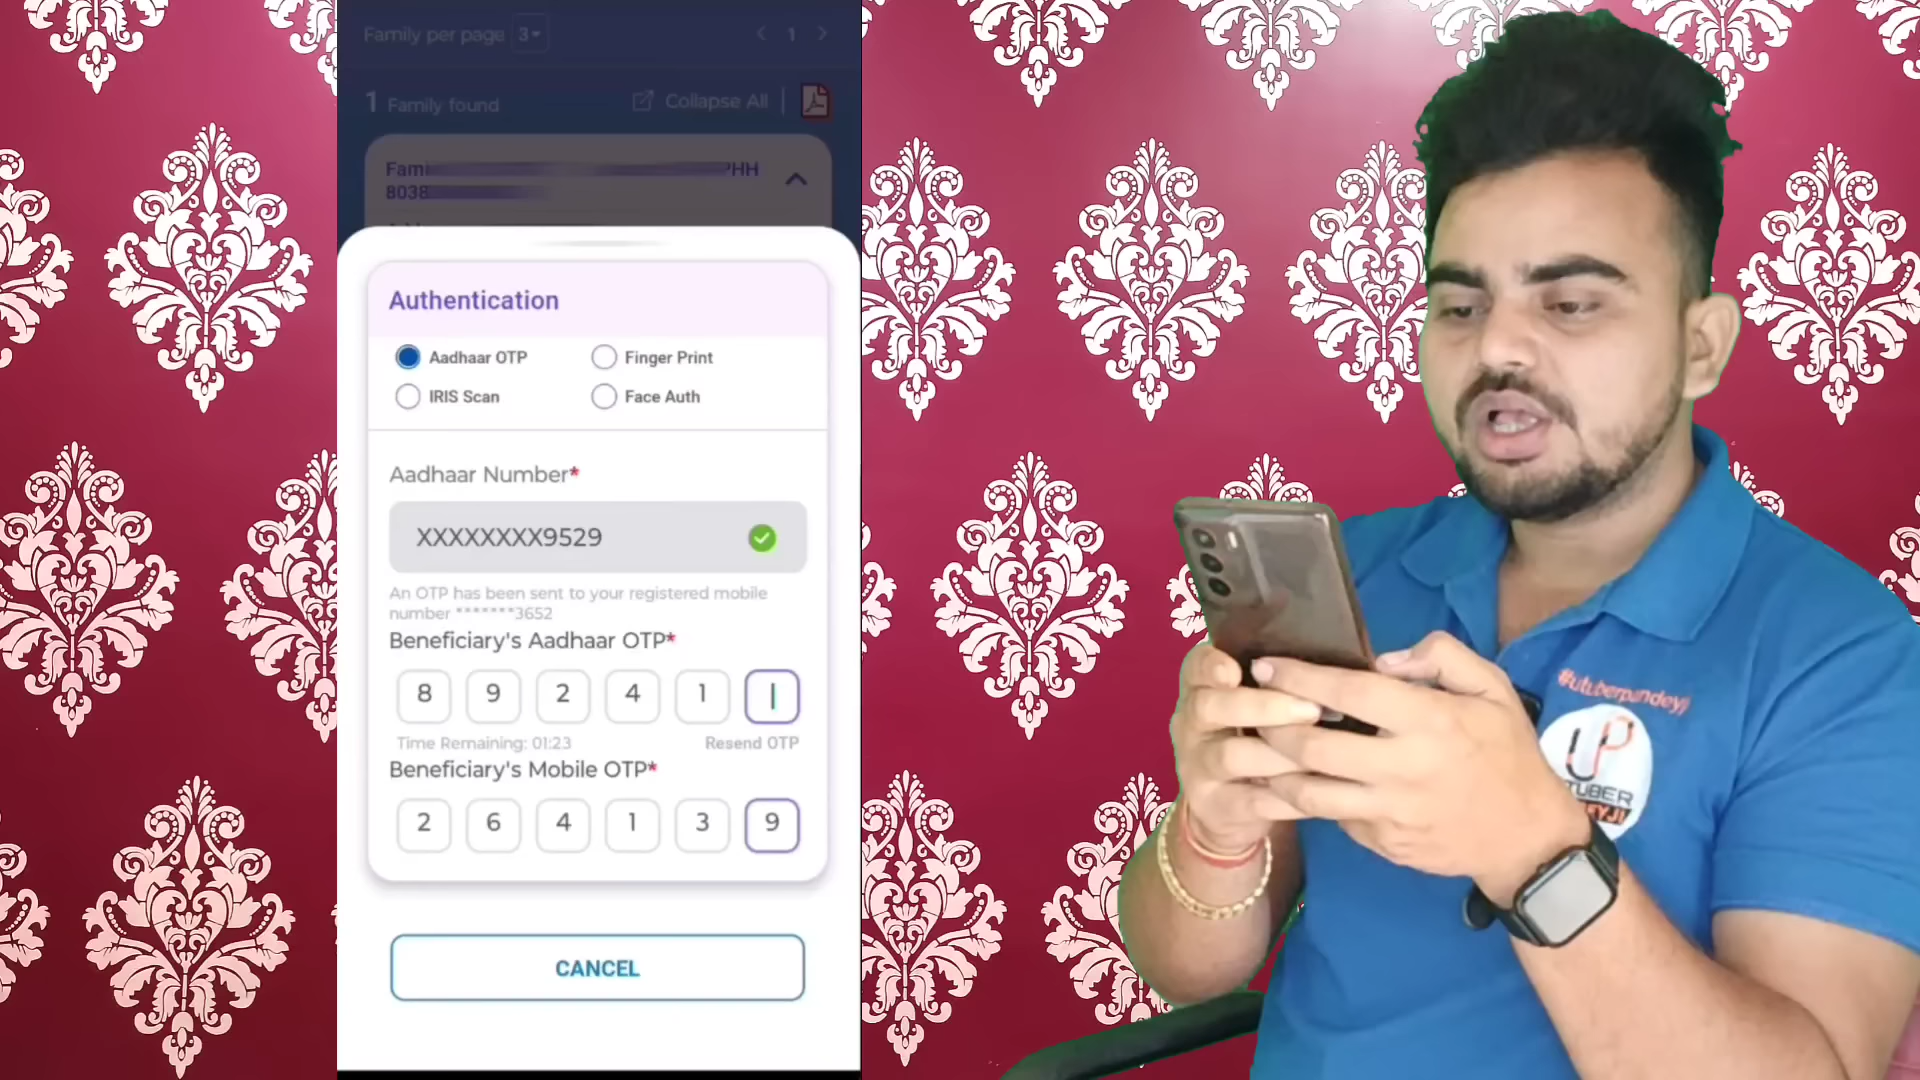 Family per page 3
1
1 Family found
Collapse All
PHH
8038
Authentication
Aadhaar OTP
Finger Print
IRIS Scan
Face Auth
Aadhaar Number*
XXXXXXXX9529
An OTP has been sent to your registered mobile
number *******3652
Beneficiary's Aadhaar OTP*
8 9 2 4 1
Time Remaining: 01:23
Resend OTP
Beneficiary's Mobile OTP*
2 6 4 1 3 9
CANCEL
#utuberpandeyji
UP